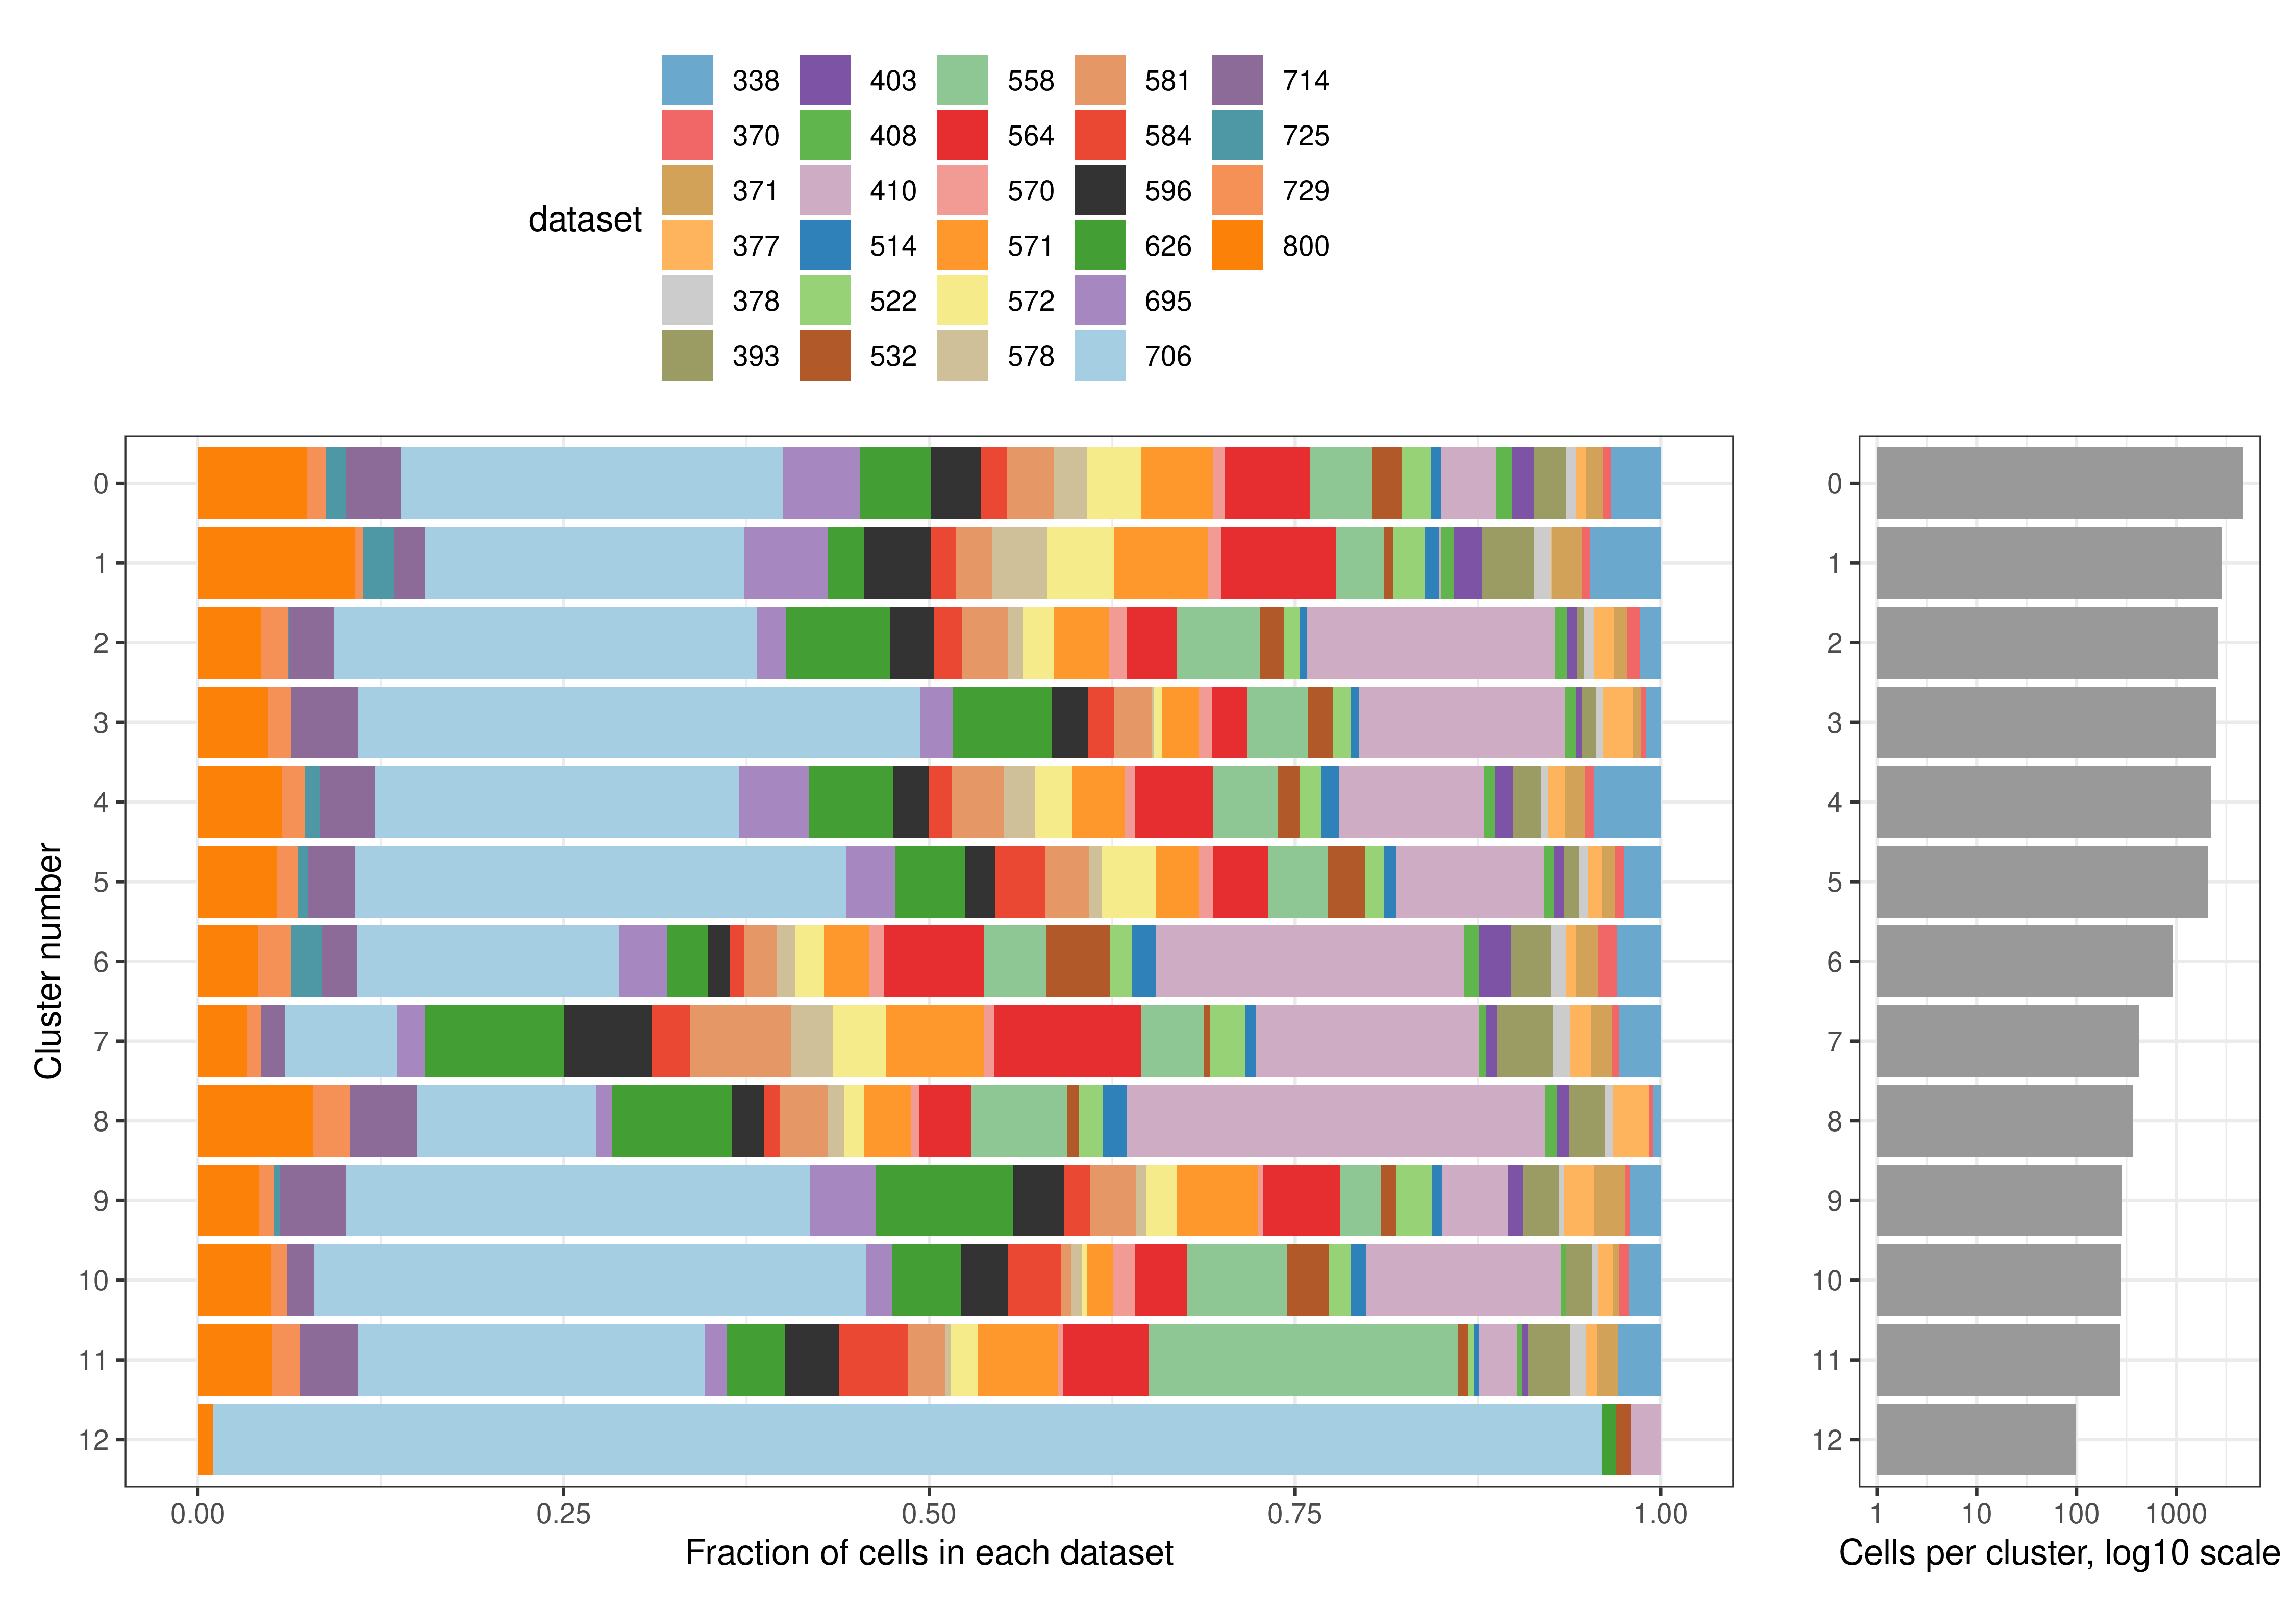 338 403 558 581 714
370 408 564 584 725
371 410 570 596 729
dataset
377 514 571 626 800
378 522 572 695
393 532 578 706
Cluster number
0
1
2
3
4
5
6
7
8
9
10
11
12
0.00 0.25 0.50 0.75 1.00
Fraction of cells in each dataset
0
1
2
3
4
5
6
7
8
9
10
11
12
1 10 100 1000
Cells per cluster, log10 scale